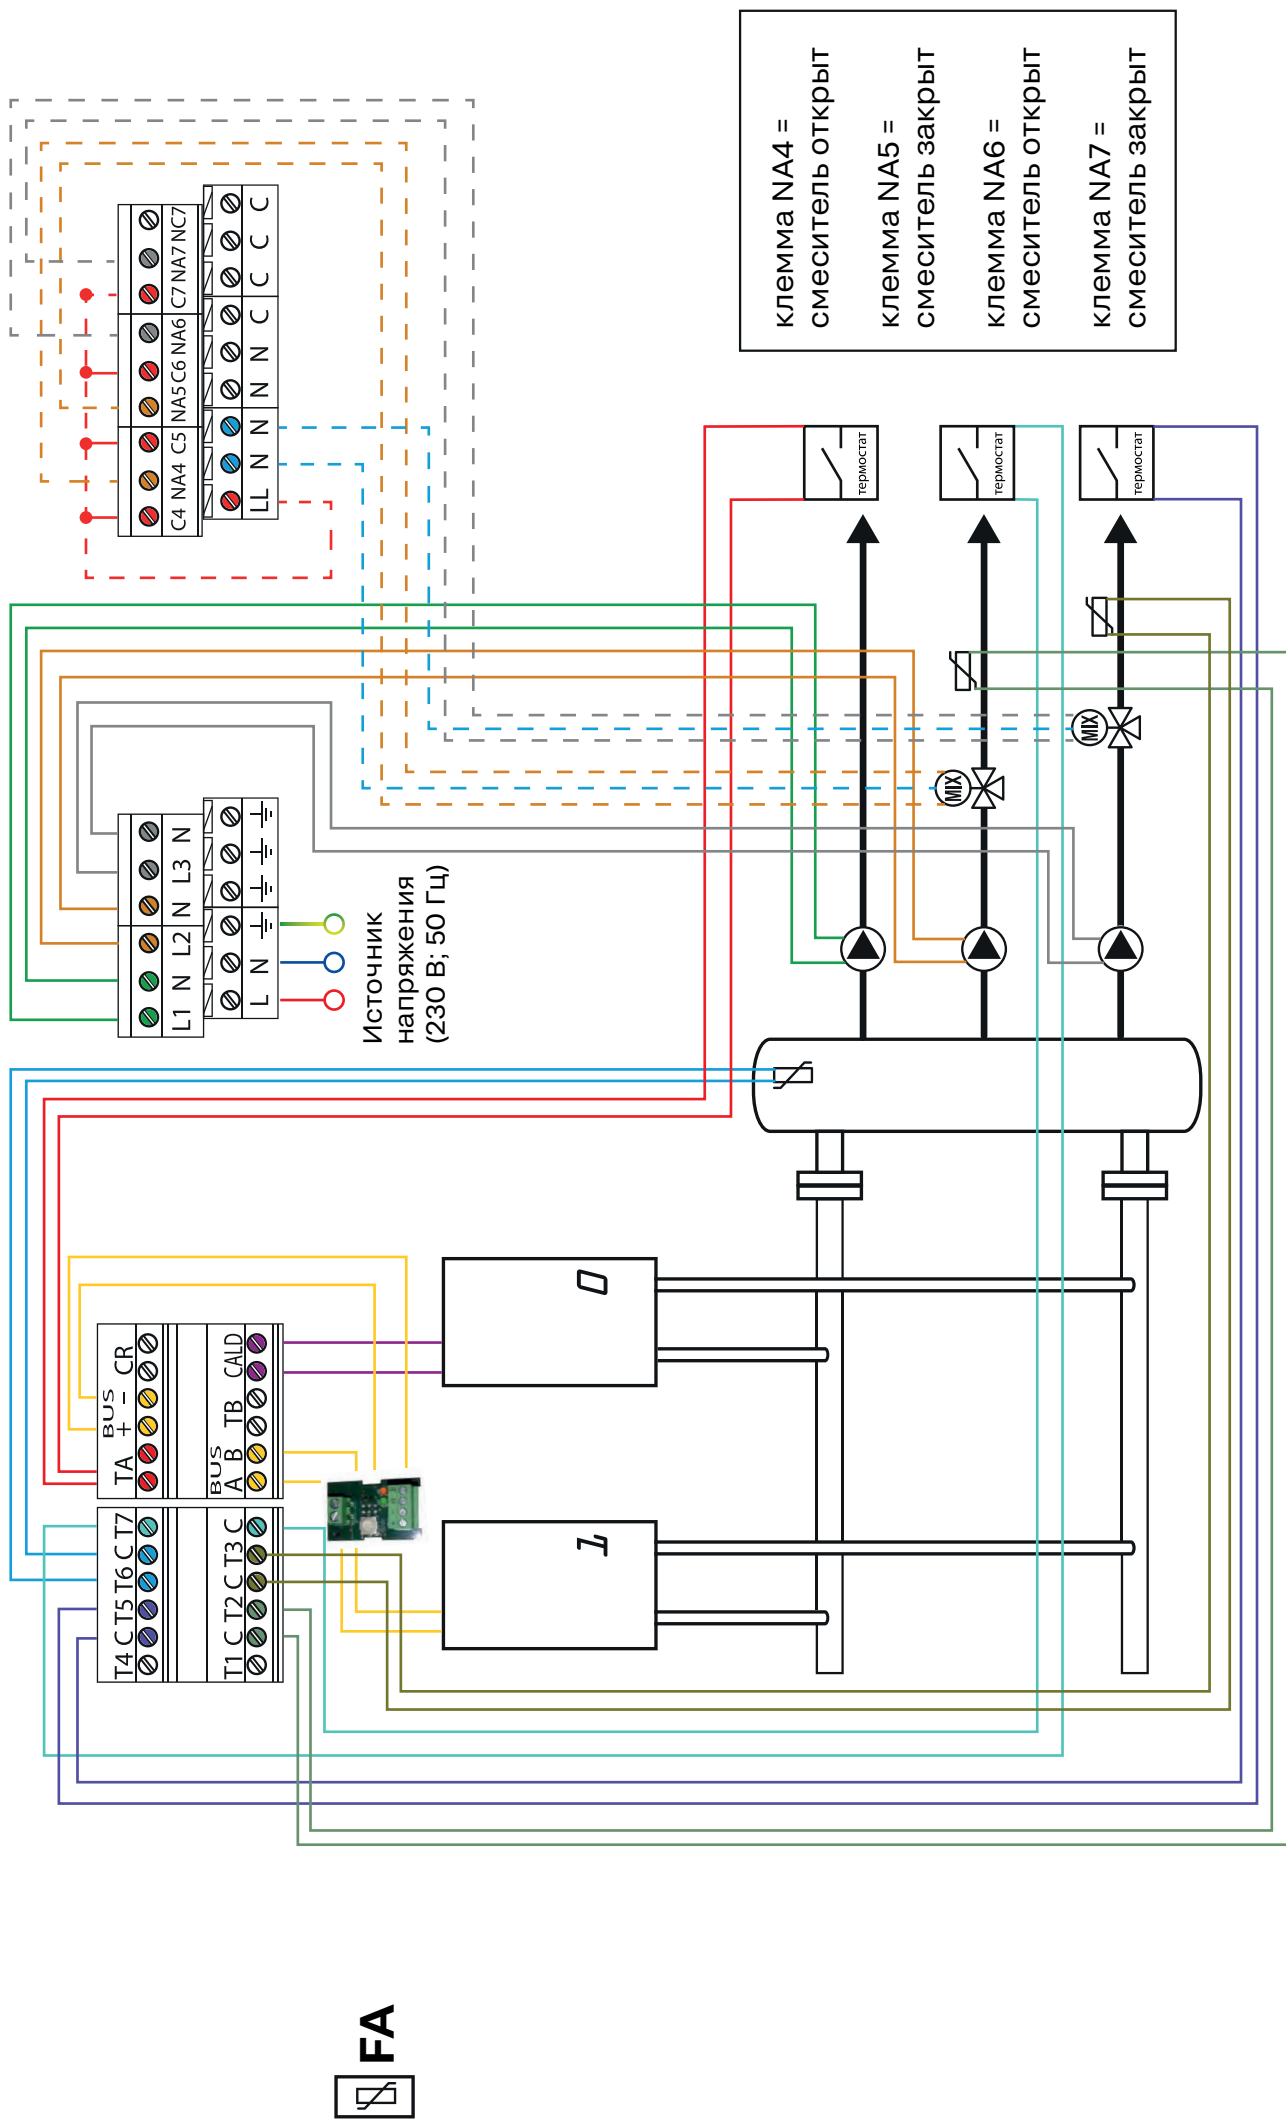 T4 C T5 T6 C T7
T1 C T2 C T3 C
TA
BUS
+ −
CR
BUS
A B
TB
CALD
L1 N L2 N L3 N
L N
Источник
напряжения
(230 В; 50 Гц)
C4 NA4 C5 NA5 C6 NA6 C7 NA7 NC7
LL N N N N C C C C
клемма NA4 =
смеситель открыт
клемма NA5 =
смеситель закрыт
клемма NA6 =
смеситель открыт
клемма NA7 =
смеситель закрыт
термостат
термостат
термостат
MIX
MIX
0
1
FA